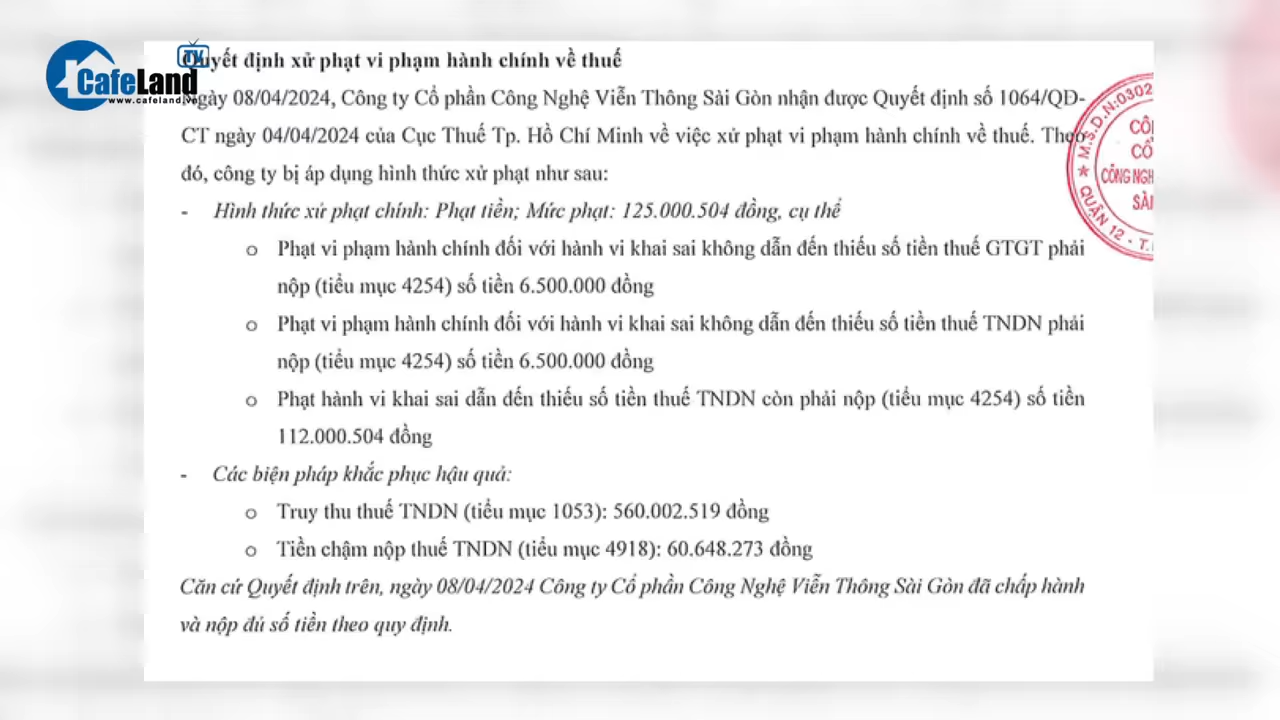 TV
CafeLand
www.cafeland.vn
Quyết định xử phạt vi phạm hành chính về thuế
Ngày 08/04/2024, Công ty Cổ phần Công Nghệ Viễn Thông Sài Gòn nhận được Quyết định số 1064/QĐ-
CT ngày 04/04/2024 của Cục Thuế Tp. Hồ Chí Minh về việc xử phạt vi phạm hành chính về thuế. Theo
đó, công ty bị áp dụng hình thức xử phạt như sau:
- Hình thức xử phạt chính: Phạt tiền; Mức phạt: 125.000.504 đồng, cụ thể
o Phạt vi phạm hành chính đối với hành vi khai sai không dẫn đến thiếu số tiền thuế GTGT phải
nộp (tiểu mục 4254) số tiền 6.500.000 đồng
o Phạt vi phạm hành chính đối với hành vi khai sai không dẫn đến thiếu số tiền thuế TNDN phải
nộp (tiểu mục 4254) số tiền 6.500.000 đồng
o Phạt hành vi khai sai dẫn đến thiếu số tiền thuế TNDN còn phải nộp (tiểu mục 4254) số tiền
112.000.504 đồng
- Các biện pháp khắc phục hậu quả:
o Truy thu thuế TNDN (tiểu mục 1053): 560.002.519 đồng
o Tiền chậm nộp thuế TNDN (tiểu mục 4918): 60.648.273 đồng
Căn cứ Quyết định trên, ngày 08/04/2024 Công ty Cổ phần Công Nghệ Viễn Thông Sài Gòn đã chấp hành
và nộp đủ số tiền theo quy định.
M.S.D.N:0302
CỔ
CÔNG NGH
SÀ
QUẬN 12 - T.